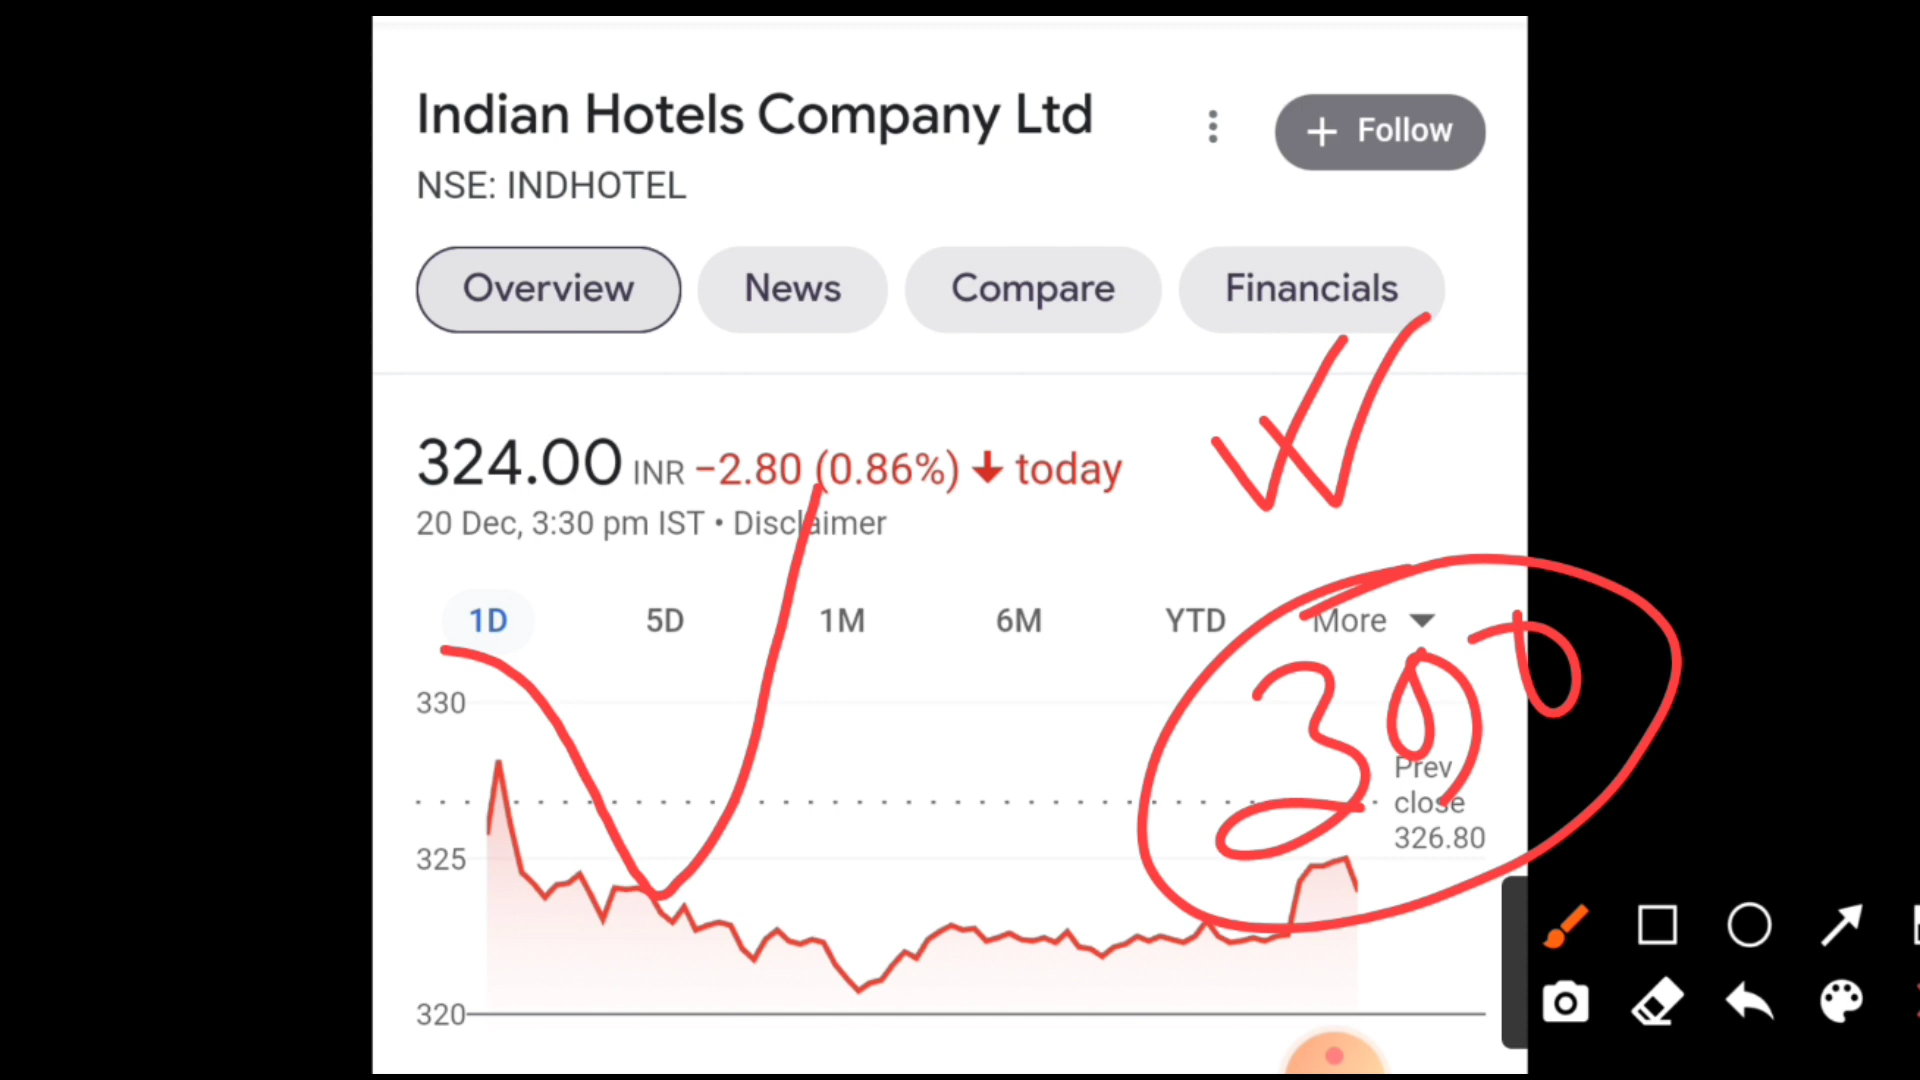 Indian Hotels Company Ltd
+ Follow
NSE: INDHOTEL
Overview News Compare Financials
324.00 INR −2.80 (0.86%) today
20 Dec, 3:30 pm IST • Disclaimer
1D 5D 1M 6M YTD More
330
300
Prev
close
326.80
325
320